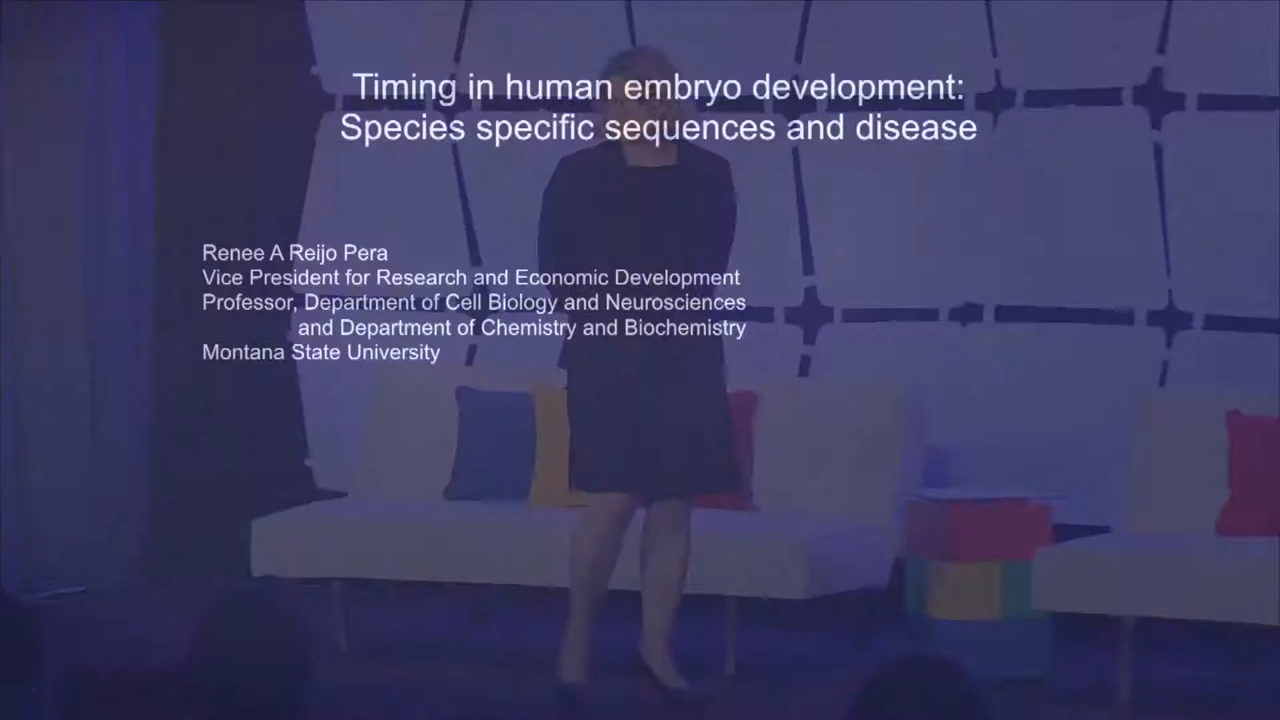 Timing in human embryo development:
Species specific sequences and disease
Renee A Reijo Pera
Vice President for Research and Economic Development
Professor, Department of Cell Biology and Neurosciences
and Department of Chemistry and Biochemistry
Montana State University